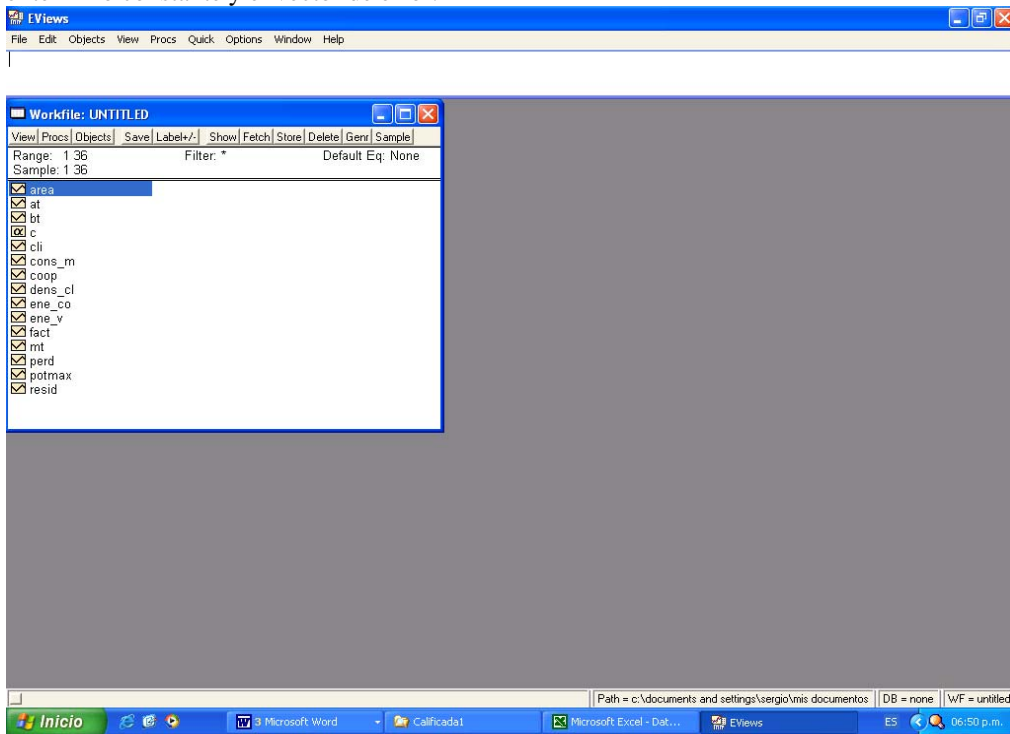 EViews
File Edit Objects View Procs Quick Options Window Help
Workfile: UNTITLED
View Procs Objects Save Label+/- Show Fetch Store Delete Genr Sample
Range: 1 36 Filter: * Default Eq: None
Sample: 1 36
area
at
bt
α c
cli
cons_m
coop
dens_cl
ene_co
ene_v
fact
mt
perd
potmax
resid
Path = c:\documents and settings\sergio\mis documentos DB = none WF = untitled
Inicio W 3 Microsoft Word Calificada1 Microsoft Excel - Dat... EViews ES 06:50 p.m.